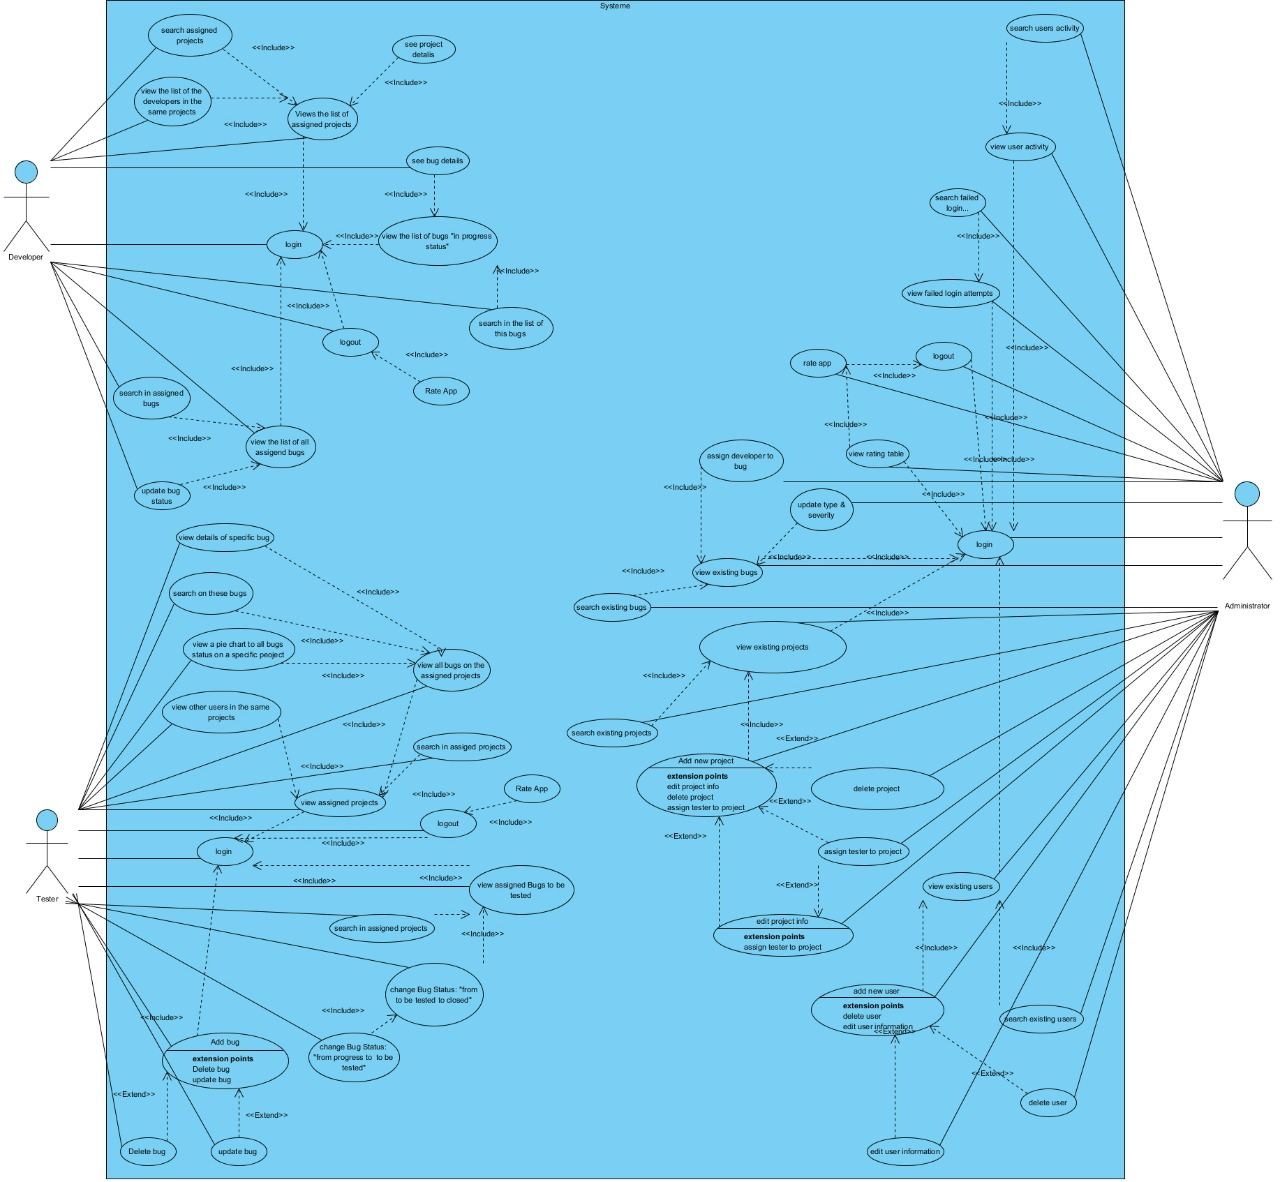 Systeme
search assigned
projects
<<Include>>
see project
details
<<Include>>
view the list of the
developers in the
same projects
<<Include>>
Views the list of
assigned projects
see bug details
<<Include>>
<<Include>>
Developer
login
<<Include>>
view the list of bugs "in progress
status"
<<Include>>
<<Include>>
search in the list of
this bugs
logout
<<Include>>
<<Include>>
Rate App
search in assigned
bugs
<<Include>>
view the list of all
assigend bugs
<<Include>>
update bug
status
search users activity
<<Include>>
view user activity
search failed
login...
<<Include>>
view failed login attempts
<<Include>>
rate app
logout
<<Include>>
<<Include>>
<<Include>>
view rating table
<<Include>>
<<Include>>
assign developer to
bug
<<Include>>
<<Include>>
update type &
severity
login
<<Include>>
<<Include>>
<<Include>>
view existing bugs
search existing bugs
Administrator
<<Include>>
view existing projects
<<Include>>
search existing projects
<<Include>>
<<Extend>>
Add new project
extension points
edit project info
delete project
assign tester to project
delete project
<<Extend>>
<<Extend>>
assign tester to project
<<Extend>>
view existing users
edit project info
extension points
assign teater to project
<<Include>>
<<Include>>
add new user
extension points
delete user
edit user information
<<Extend>>
search existing users
<<Extend>>
delete user
edit user information
view details of specific bug
<<Include>>
search on these bugs
<<Include>>
view a pie chart to all bugs
status on a specific peoject
<<Include>>
view all bugs on the
assigned projects
view other users in the same
projects
<<Include>>
search in assiged projects
<<Include>>
Rate App
<<Include>>
view assigned projects
<<Include>>
logout
<<Include>>
<<Include>>
login
<<Include>>
<<Include>>
view assigned Bugs to be
tested
Tester
search in assigned projects
<<Include>>
change Bug Status: "from
to be tested to closed"
<<Include>>
<<Include>>
Add bug
extension points
Delete bug
update bug
change Bug Status:
"from progress to  to be
tested"
<<Extend>>
<<Extend>>
Delete bug
update bug